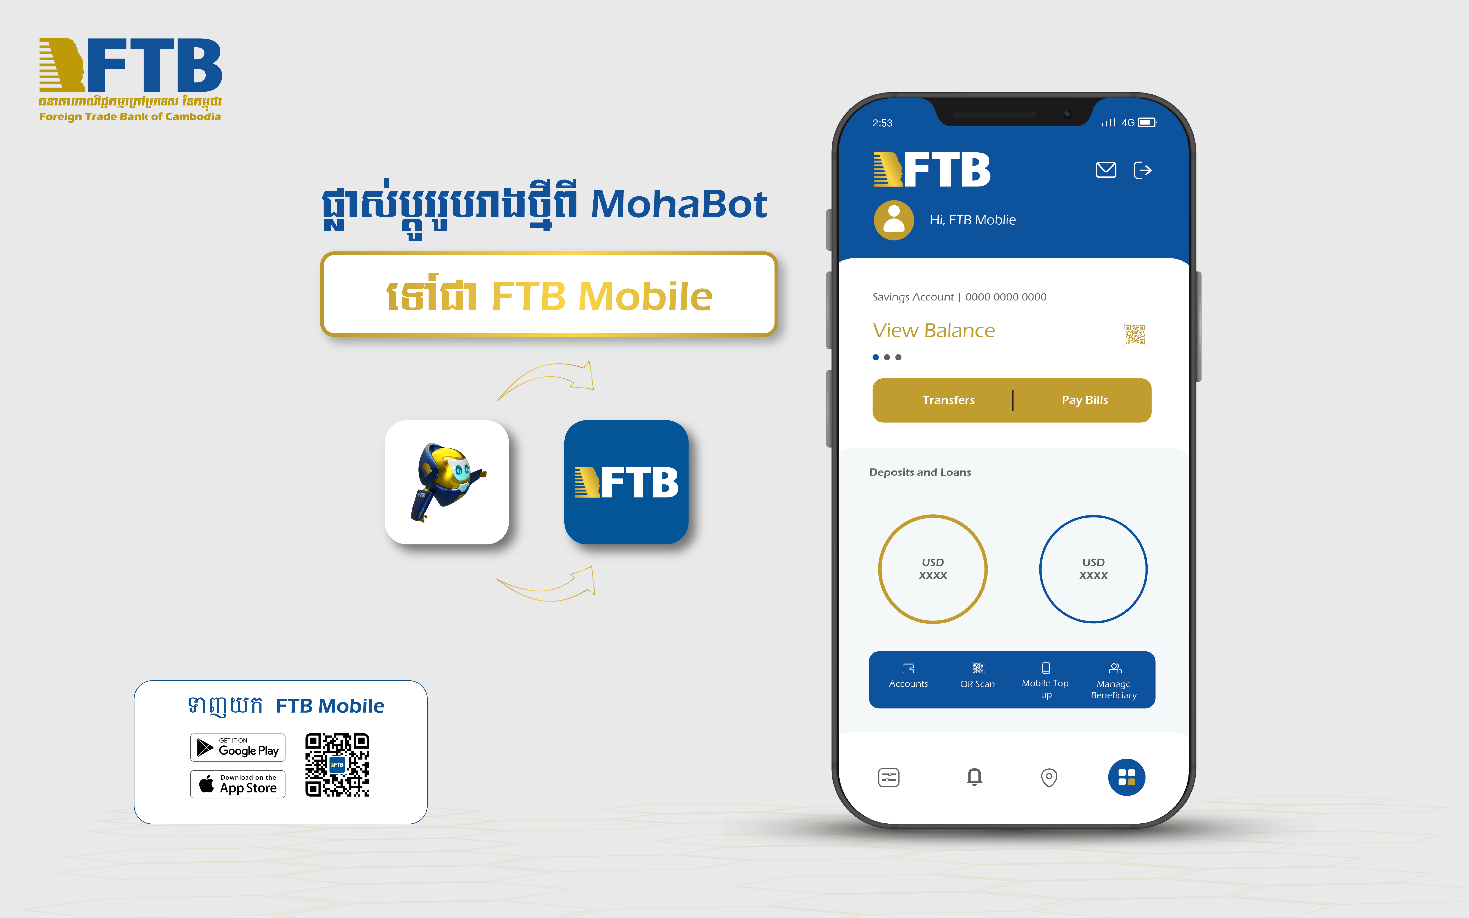 FTB
ធនាគារពាណិជ្ជកម្មក្រៅប្រទេស នៃកម្ពុជា
Foreign Trade Bank of Cambodia
ផ្លាស់ប្ដូររូបរាងថ្មីពី MohaBot
ទៅជា FTB Mobile
FTB
ទាញយក FTB Mobile
GET IT ON
Google Play
Download on the
App Store
FTB
2:53
4G
FTB
Hi, FTB Moblie
Savings Account | 0000 0000 0000
View Balance
Transfers | Pay Bills
Deposits and Loans
USD
XXXX
USD
XXXX
Accounts
QR Scan
Mobile Top
up
Manage
Beneficiary